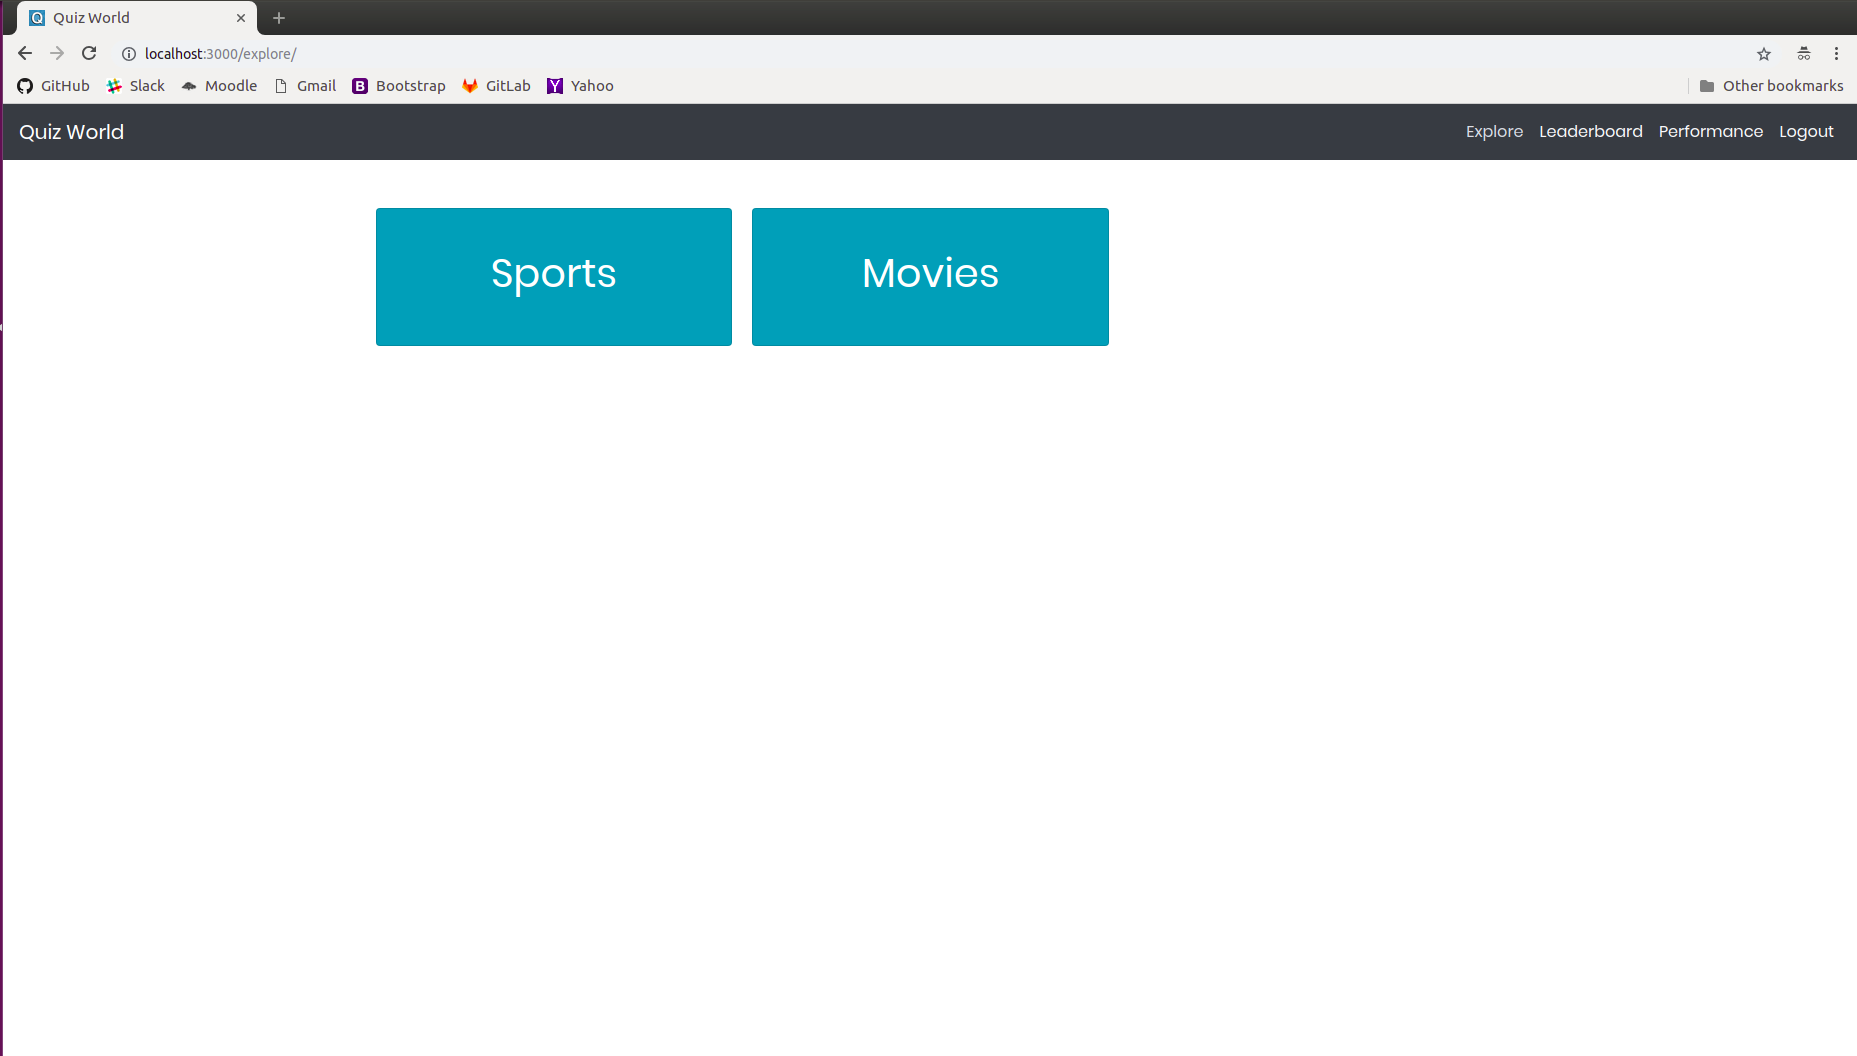 Quiz World
localhost:3000/explore/
GitHub Slack Moodle Gmail Bootstrap GitLab Yahoo Other bookmarks
Quiz World Explore Leaderboard Performance Logout
Sports Movies